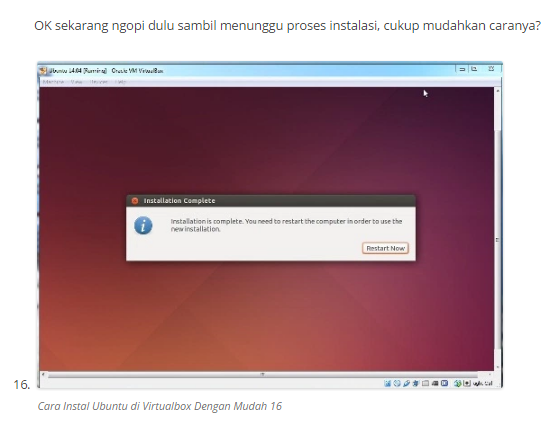 OK sekarang ngopi dulu sambil menunggu proses instalasi, cukup mudahkan caranya?
Ubuntu 14.04 [Running] - Oracle VM VirtualBox
Installation Complete
Installation is complete. You need to restart the computer in order to use the
new installation.
Restart Now
16.
Cara Instal Ubuntu di Virtualbox Dengan Mudah 16